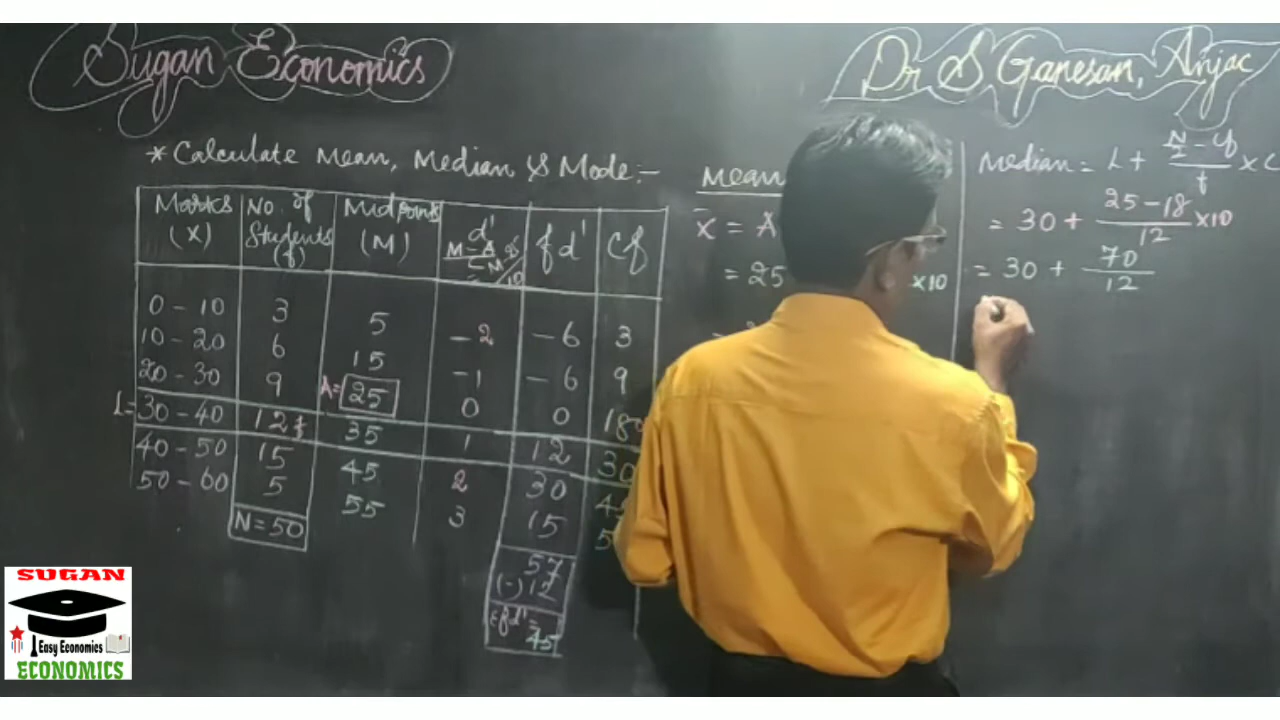 Sugan Economics
Dr S Ganesan, Anjac
* Calculate Mean, Median & Mode:-
Marks (X) No. of Students (f) Midpoints (M) d' M-A/C fd' Cf
0 - 10 3 5 -2 -6 3
10 - 20 6 15 -1 -6 9
20 - 30 9 A= 25 0 0 18
L= 30 - 40 12 f 35 1 12 30
40 - 50 15 45 2 30 4
50 - 60 5 55 3 15 5
N = 50
57
(-) 12
Σfd' = 45
Mean
X̄ = A
= 25 ×10
Median = L + N/2 - cf / f × C
= 30 + 25 - 18 / 12 ×10
= 30 + 70 / 12
SUGAN
Easy Economics
ECONOMICS